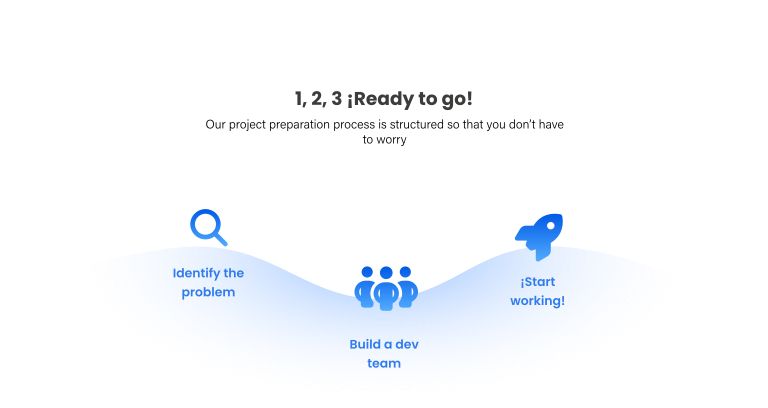 1, 2, 3 ¡Ready to go!
Our project preparation process is structured so that you don't have
to worry
Identify the
problem
Build a dev
team
¡Start
working!